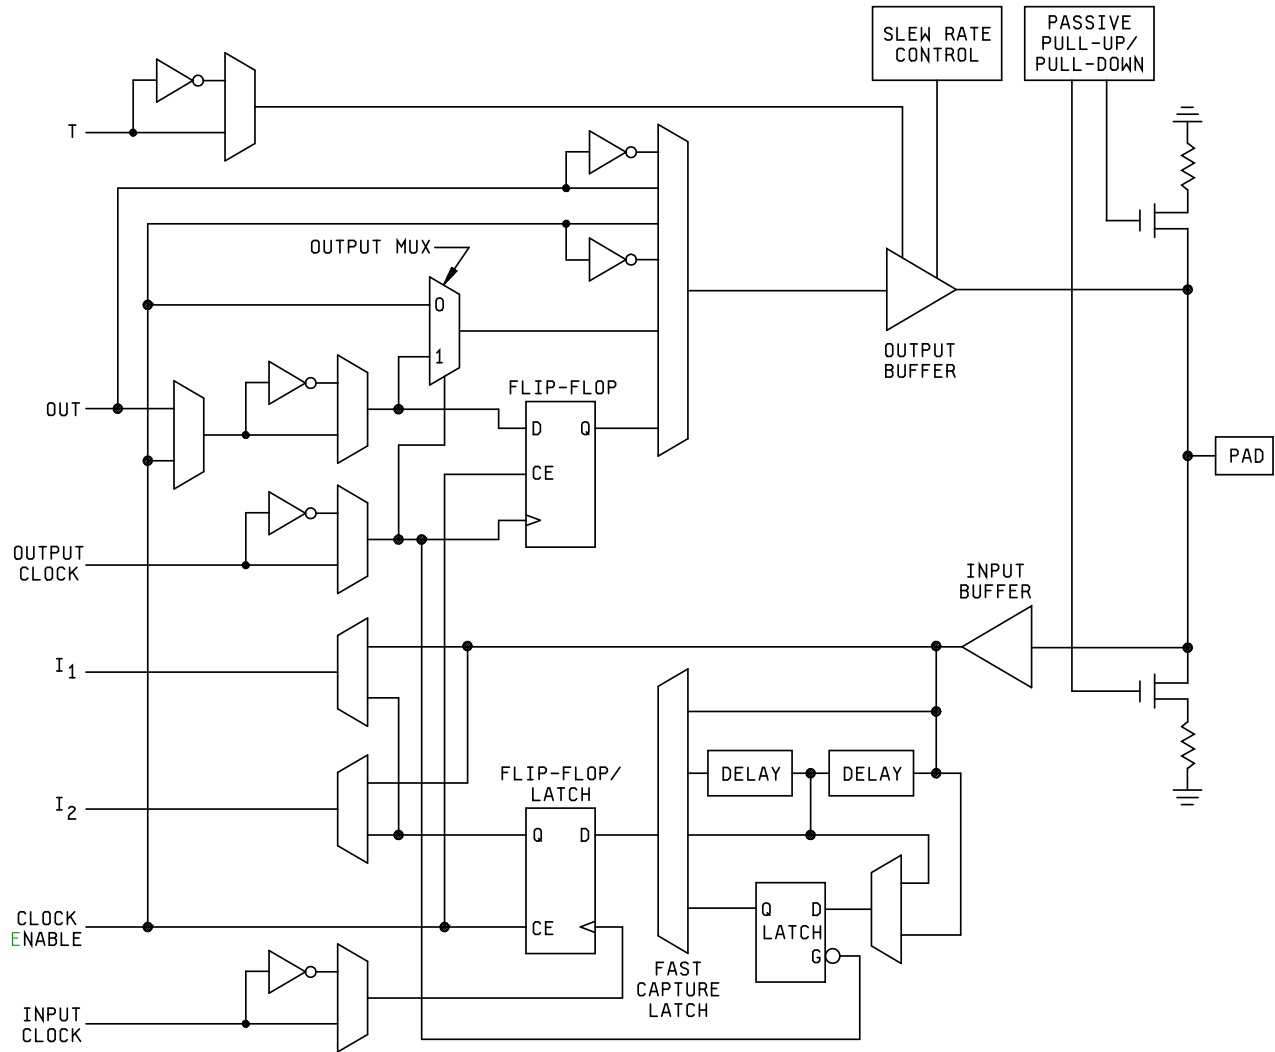 SLEW RATE
CONTROL
PASSIVE
PULL-UP/
PULL-DOWN
T
OUTPUT MUX
0
1
OUTPUT
BUFFER
FLIP-FLOP
OUT
D Q
CE
PAD
OUTPUT
CLOCK
INPUT
BUFFER
I1
FLIP-FLOP/
LATCH
DELAY DELAY
I2
Q D
CLOCK
ENABLE
CE
Q D
LATCH
G
FAST
CAPTURE
LATCH
INPUT
CLOCK